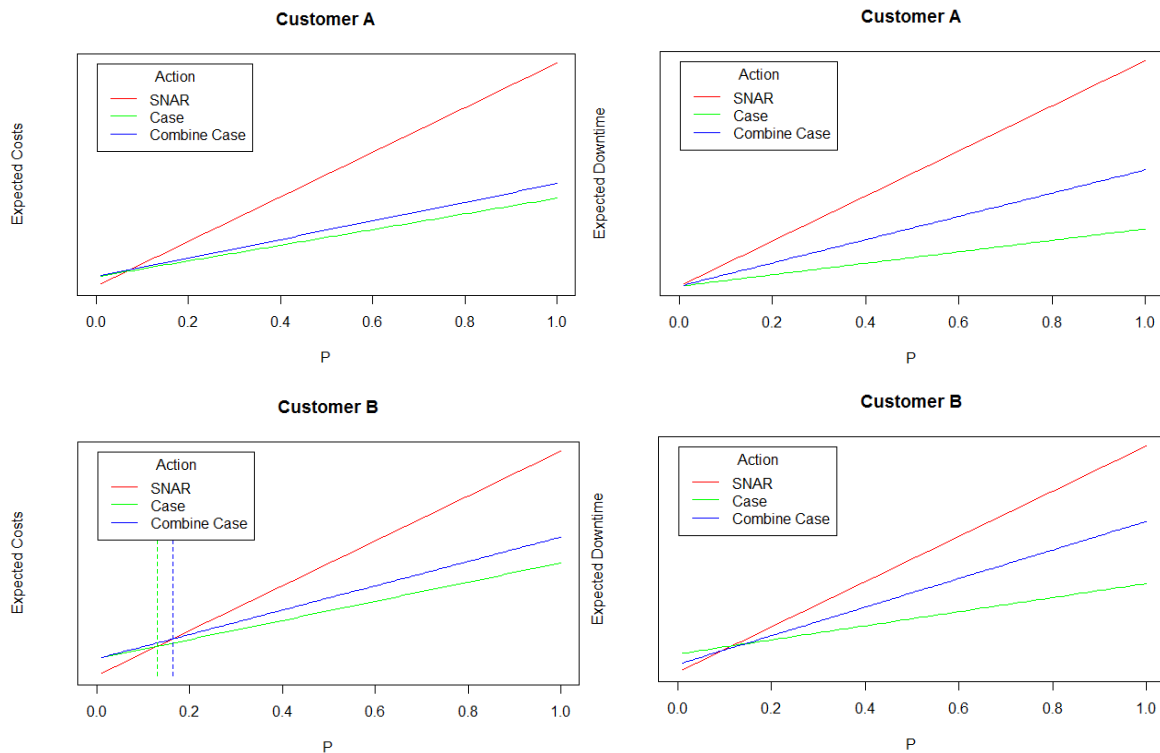 Customer A
Expected Costs
Action
SNAR
Case
Combine Case
0.0 0.2 0.4 0.6 0.8 1.0
P
Customer A
Expected Downtime
Action
SNAR
Case
Combine Case
0.0 0.2 0.4 0.6 0.8 1.0
P
Customer B
Expected Costs
Action
SNAR
Case
Combine Case
0.0 0.2 0.4 0.6 0.8 1.0
P
Customer B
Expected Downtime
Action
SNAR
Case
Combine Case
0.0 0.2 0.4 0.6 0.8 1.0
P